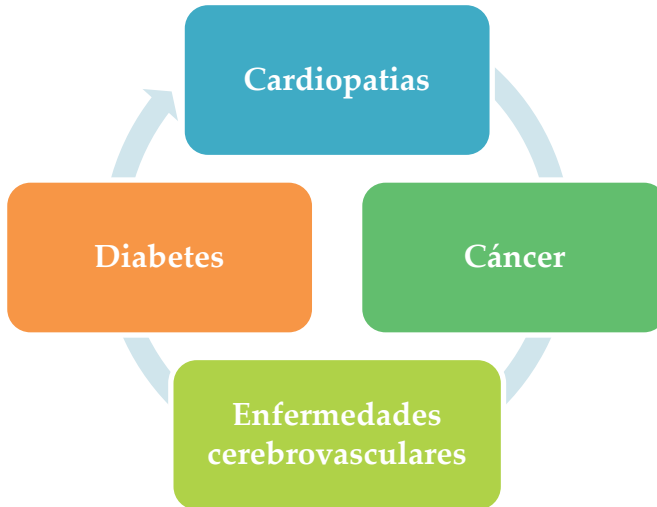 Cardiopatias
Diabetes
Cáncer
Enfermedades
cerebrovasculares